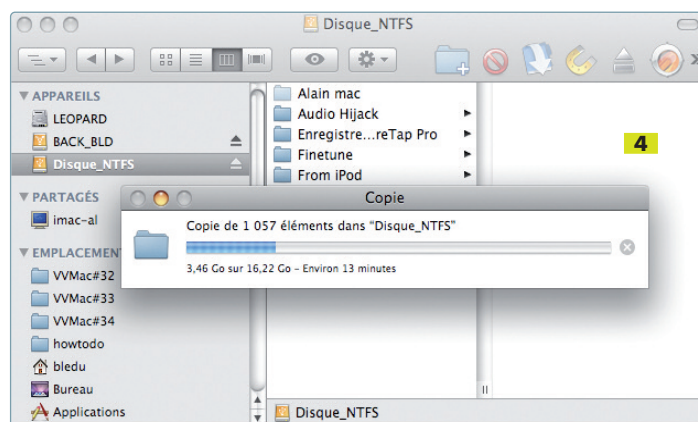 Disque_NTFS
APPAREILS
LEOPARD
BACK_BLD
Disque_NTFS
PARTAGÉS
imac-al
EMPLACEMEN
VVMac#32
VVMac#33
VVMac#34
howtodo
bledu
Bureau
Applications
Alain mac
Audio Hijack
Enregistre...reTap Pro
Finetune
From iPod
4
Copie
Copie de 1 057 éléments dans “Disque_NTFS”
3,46 Go sur 16,22 Go – Environ 13 minutes
Disque_NTFS